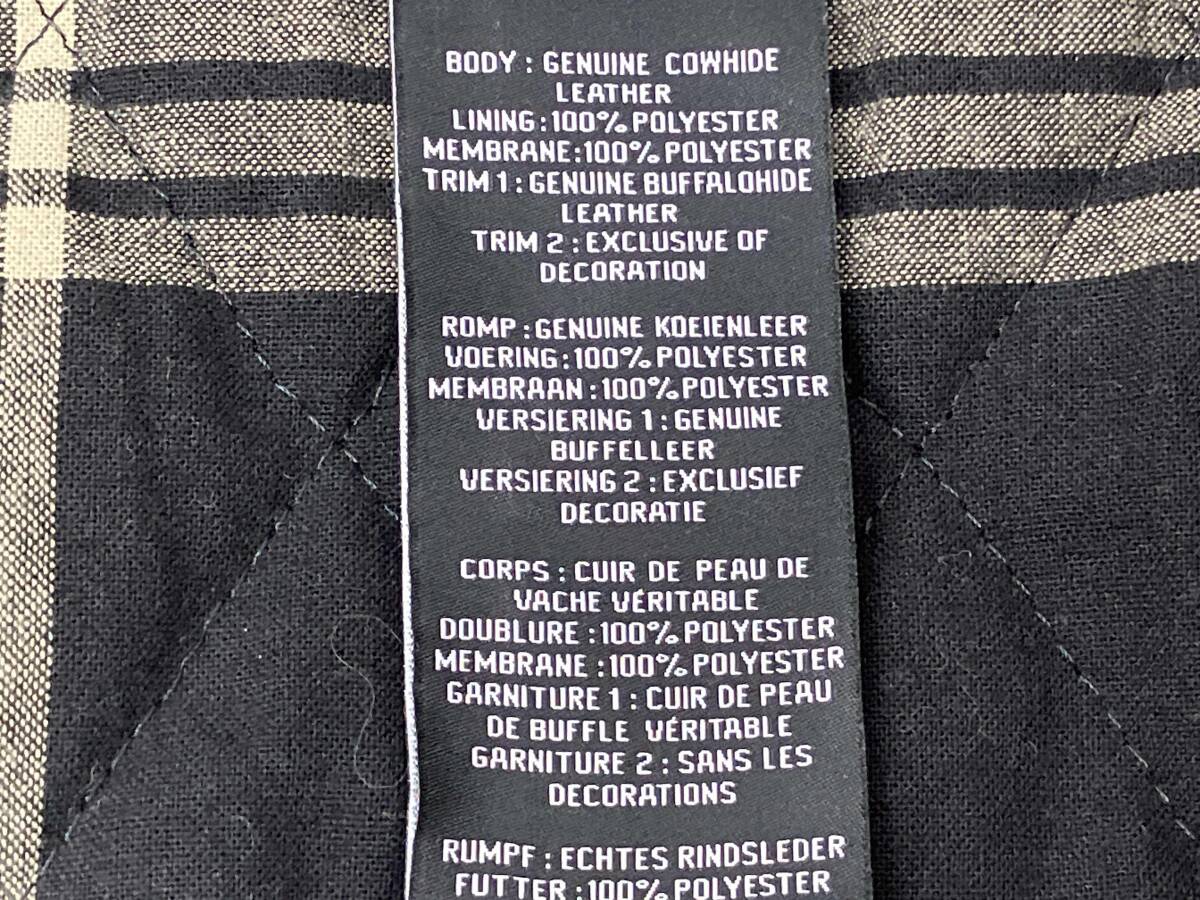 BODY : GENUINE COWHIDE
LEATHER
LINING : 100% POLYESTER
MEMBRANE : 100% POLYESTER
TRIM 1 : GENUINE BUFFALOHIDE
LEATHER
TRIM 2 : EXCLUSIVE OF
DECORATION
ROMP : GENUINE KOEIENLEER
VOERING : 100% POLYESTER
MEMBRAAN : 100% POLYESTER
VERSIERING 1 : GENUINE
BUFFELLEER
VERSIERING 2 : EXCLUSIEF
DECORATIE
CORPS : CUIR DE PEAU DE
VACHE VÉRITABLE
DOUBLURE : 100% POLYESTER
MEMBRANE : 100% POLYESTER
GARNITURE 1 : CUIR DE PEAU
DE BUFFLE VÉRITABLE
GARNITURE 2 : SANS LES
DECORATIONS
RUMPF : ECHTES RINDSLEDER
FUTTER : 100% POLYESTER